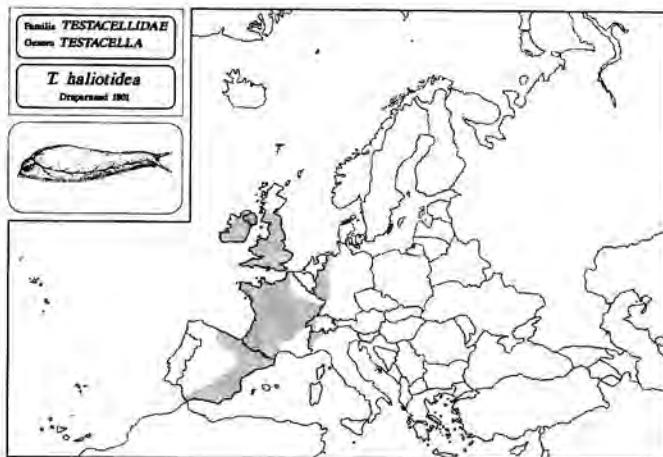 Familia TESTACELLIDAE
Genera TESTACELLA
T. haliotidea
Draparnaud 1801